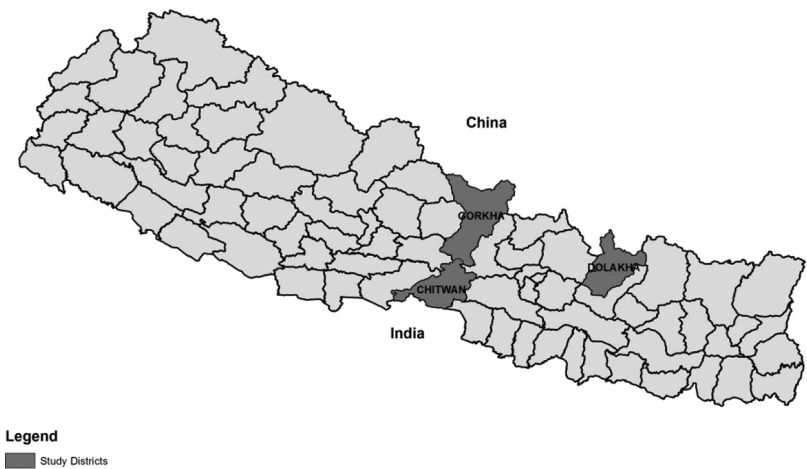 China
GORKHA
DOLAKHA
CHITWAN
India
Legend
Study Districts